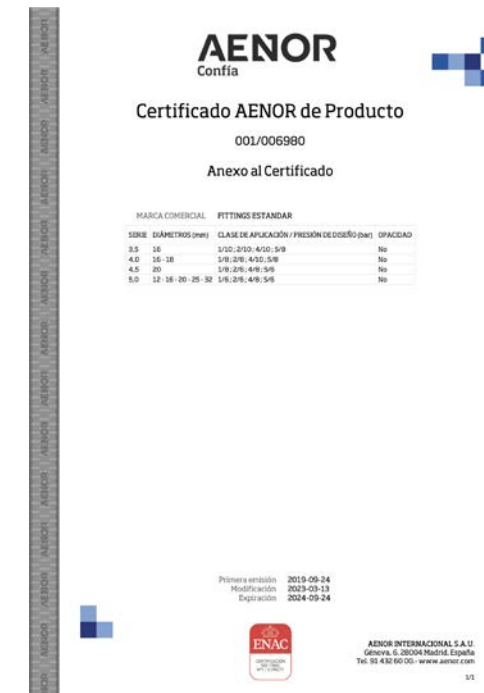 AENOR
Confía
Certificado AENOR de Producto
001/006980
Anexo al Certificado
MARCA COMERCIAL FITTINGS ESTANDAR
SERIE DIÁMETROS (mm) CLASE DE APLICACIÓN / PRESIÓN DE DISEÑO (bar) OPACIDAD
3.5 16 1/10; 2/10; 4/10; 5/8 No
4.0 16 - 18 1/8; 2/8; 4/10; 5/8 No
4.5 20 1/8; 2/8; 4/8; 5/6 No
5.0 12 - 16 - 20 - 25 - 32 1/6; 2/6; 4/8; 5/6 No
Primera emisión 2019-09-24
Modificación 2023-03-13
Expiración 2024-09-24
ENAC
AENOR INTERNACIONAL S.A.U.
Génova, 6. 28004 Madrid. España
Tel. 91 432 60 00.- www.aenor.com
1/1